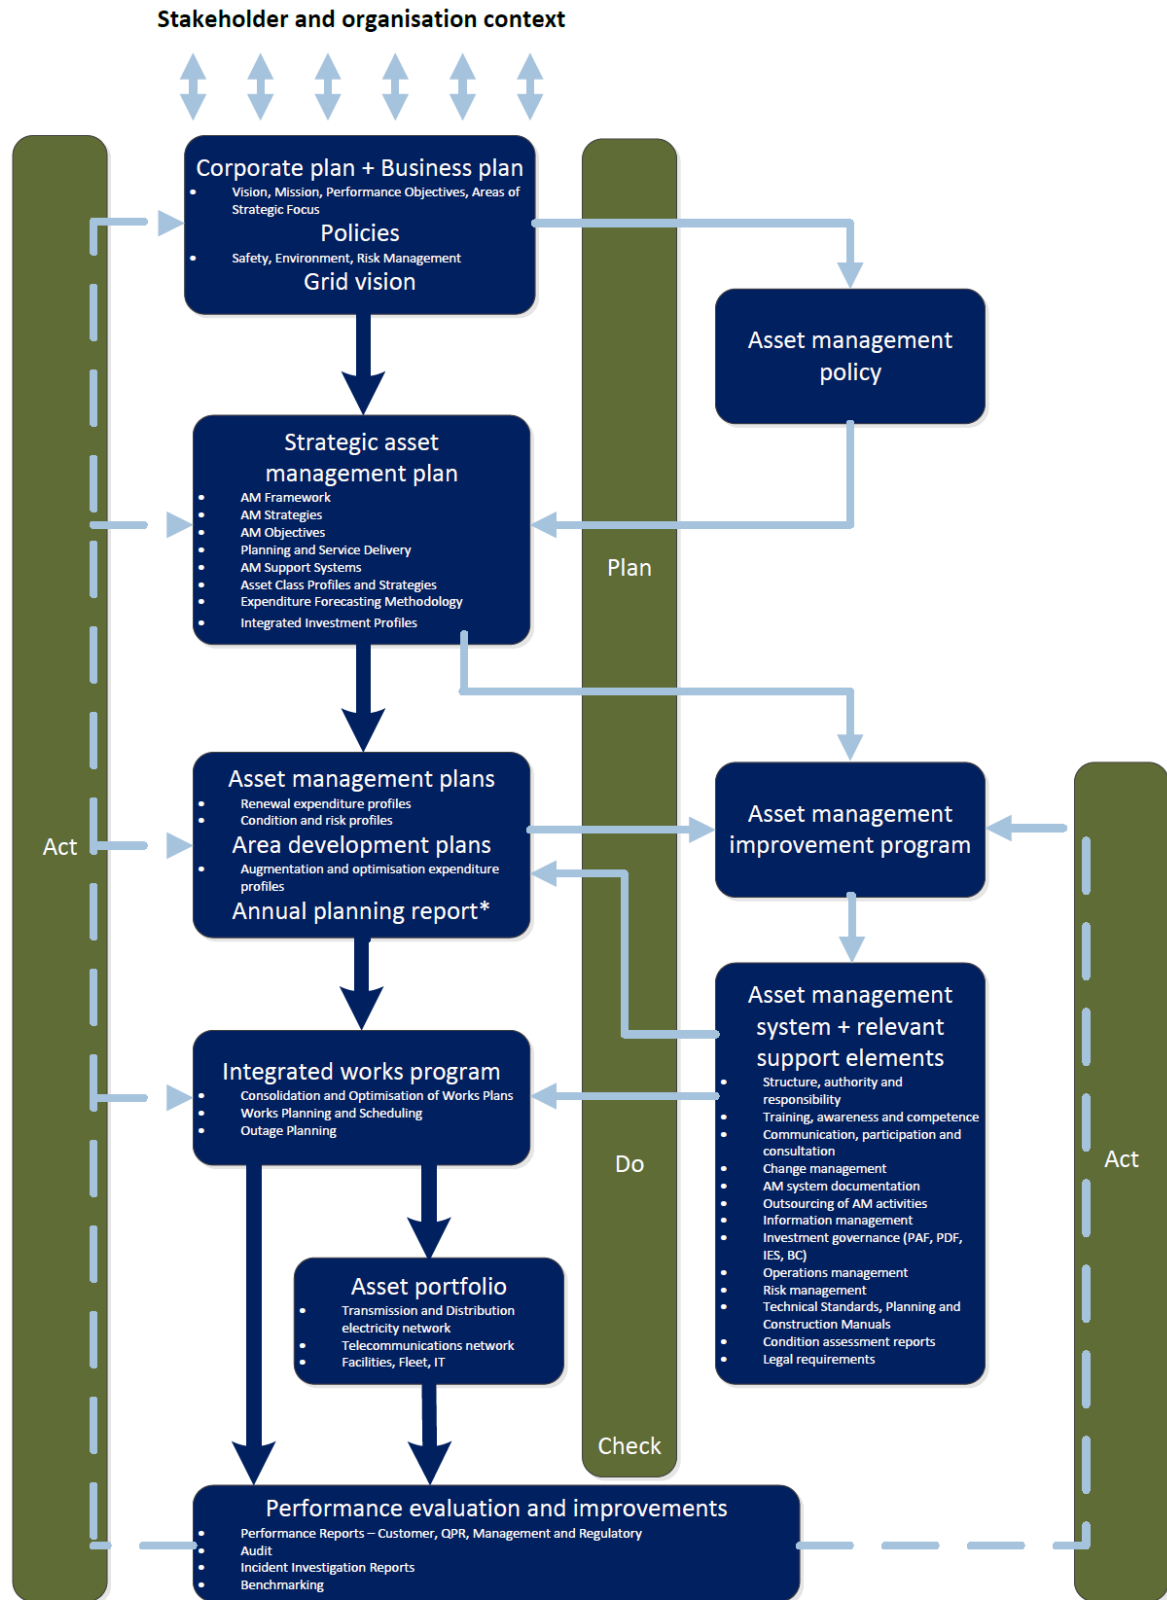 Stakeholder and organisation context
Corporate plan + Business plan
• Vision, Mission, Performance Objectives, Areas of
Strategic Focus
Policies
• Safety, Environment, Risk Management
Grid vision
Asset management
policy
Strategic asset
management plan
• AM Framework
• AM Strategies
• AM Objectives
• Planning and Service Delivery
• AM Support Systems
• Asset Class Profiles and Strategies
• Expenditure Forecasting Methodology
• Integrated Investment Profiles
Plan
Asset management plans
• Renewal expenditure profiles
• Condition and risk profiles
Area development plans
• Augmentation and optimisation expenditure
profiles
Annual planning report*
Asset management
improvement program
Act
Integrated works program
• Consolidation and Optimisation of Works Plans
• Works Planning and Scheduling
• Outage Planning
Asset management
system + relevant
support elements
• Structure, authority and
responsibility
• Training, awareness and competence
• Communication, participation and
consultation
• Change management
• AM system documentation
• Outsourcing of AM activities
• Information management
• Investment governance (PAF, PDF,
IES, BC)
• Operations management
• Risk management
• Technical Standards, Planning and
Construction Manuals
• Condition assessment reports
• Legal requirements
Do
Act
Asset portfolio
• Transmission and Distribution
electricity network
• Telecommunications network
• Facilities, Fleet, IT
Check
Performance evaluation and improvements
• Performance Reports – Customer, QPR, Management and Regulatory
• Audit
• Incident Investigation Reports
• Benchmarking